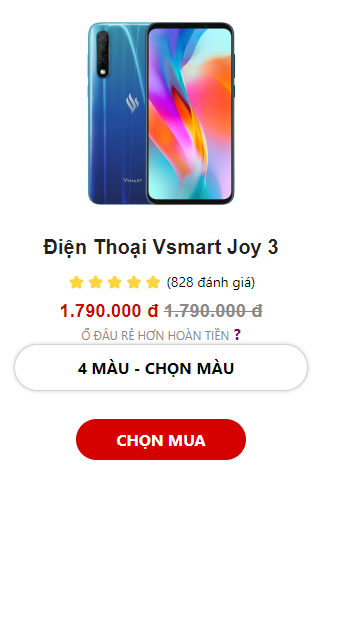 VSMART
Điện Thoại Vsmart Joy 3
(828 đánh giá)
1.790.000 đ 1.790.000 đ
Ở ĐÂU RẺ HƠN HOÀN TIỀN ?
4 MÀU - CHỌN MÀU
CHỌN MUA